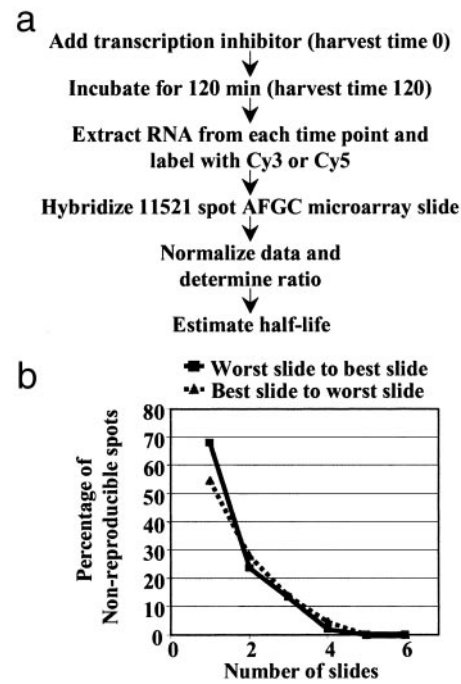 a
Add transcription inhibitor (harvest time 0)
Incubate for 120 min (harvest time 120)
Extract RNA from each time point and
label with Cy3 or Cy5
Hybridize 11521 spot AFGC microarray slide
Normalize data and
determine ratio
Estimate half-life
b
Worst slide to best slide
Best slide to worst slide
Percentage of
Non-reproducible spots
80
70
60
50
40
30
20
10
0
0 2 4 6
Number of slides